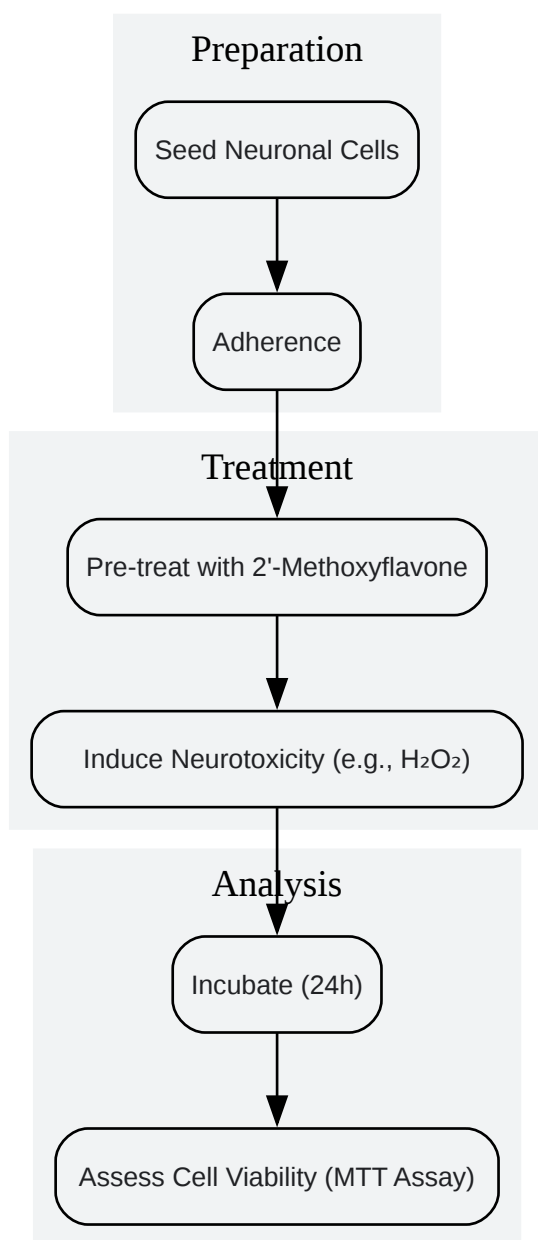 Preparation
Seed Neuronal Cells
Adherence
Treatment
Pre-treat with 2'-Methoxyflavone
Induce Neurotoxicity (e.g., H₂O₂)
Analysis
Incubate (24h)
Assess Cell Viability (MTT Assay)